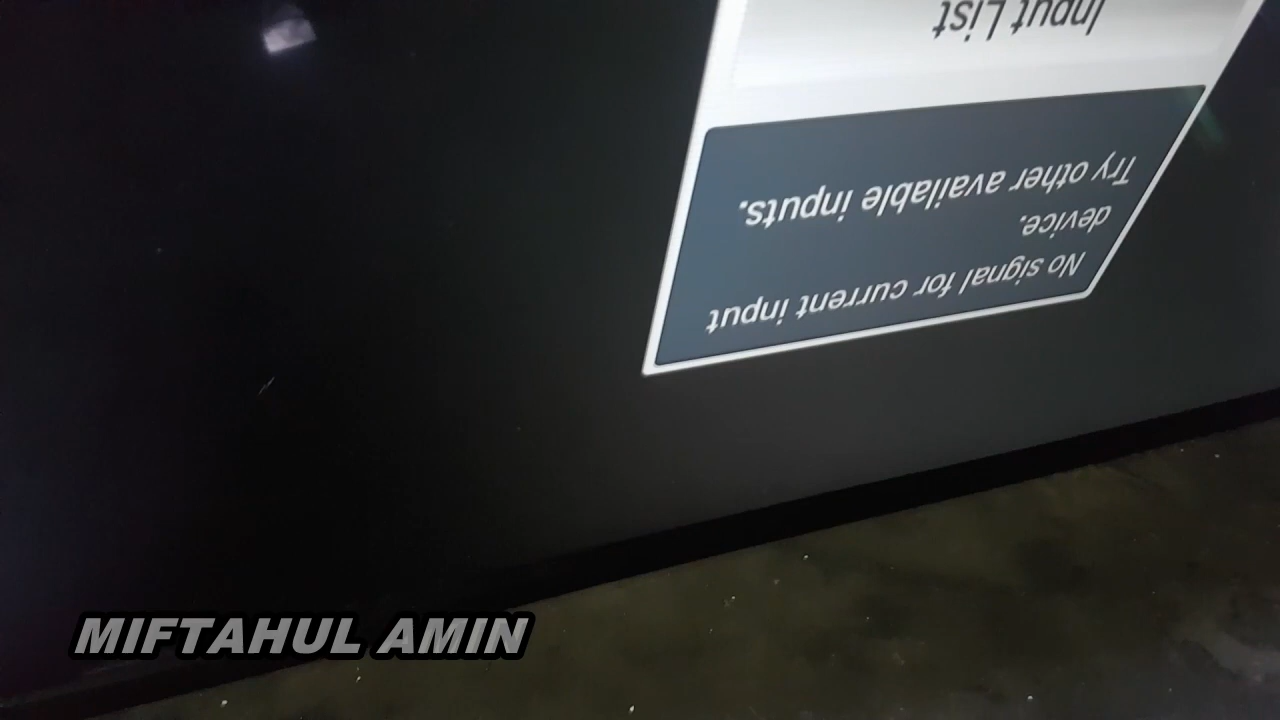 No signal for current input
device.
Try other available inputs.
Input List
MIFTAHUL AMIN